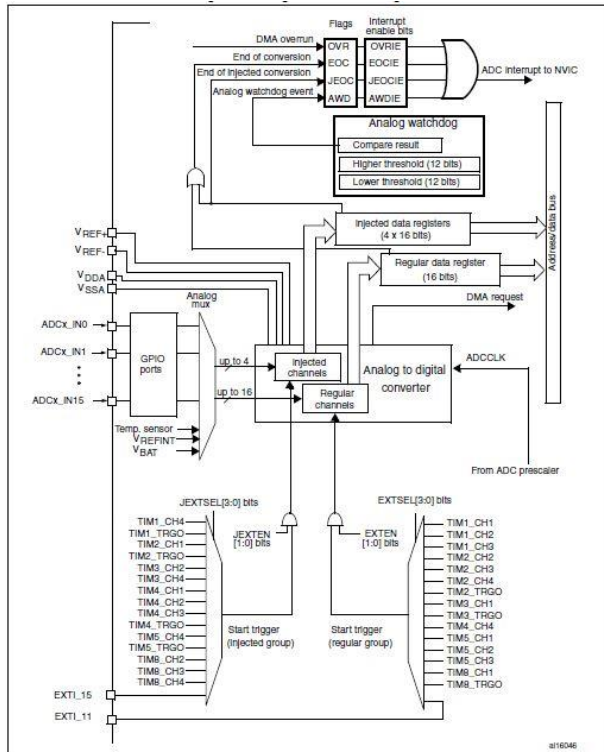 Flags
Interrupt enable bits
DMA overrun
OVR
OVRIE
End of conversion
EOC
EOCIE
End of injected conversion
JEOC
JEOCIE
Analog watchdog event
AWD
AWDIE
ADC interrupt to NVIC
Analog watchdog
Compare result
Higher threshold (12 bits)
Lower threshold (12 bits)
Address/data bus
Injected data registers
(4 x 16 bits)
Regular data register
(16 bits)
DMA request
VREF+
VREF-
VDDA
VSSA
Analog
mux
ADCx_IN0
ADCx_IN1
ADCx_IN15
GPIO
ports
up to 4
up to 16
Injected
channels
Regular
channels
Analog to digital
converter
ADCCLK
Temp. sensor
VREFINT
VBAT
From ADC prescaler
JEXTSEL[3:0] bits
EXTSEL[3:0] bits
JEXTEN
[1:0] bits
EXTEN
[1:0] bits
TIM1_CH4
TIM1_TRGO
TIM2_CH1
TIM2_TRGO
TIM3_CH2
TIM3_CH4
TIM4_CH1
TIM4_CH2
TIM4_CH3
TIM4_TRGO
TIM5_CH4
TIM5_TRGO
TIM8_CH2
TIM8_CH3
TIM8_CH4
Start trigger
(injected group)
Start trigger
(regular group)
TIM1_CH1
TIM1_CH2
TIM1_CH3
TIM2_CH2
TIM2_CH3
TIM2_CH4
TIM2_TRGO
TIM3_CH1
TIM3_TRGO
TIM4_CH4
TIM5_CH1
TIM5_CH2
TIM5_CH3
TIM8_CH1
TIM8_TRGO
EXTI_15
EXTI_11
ai16046